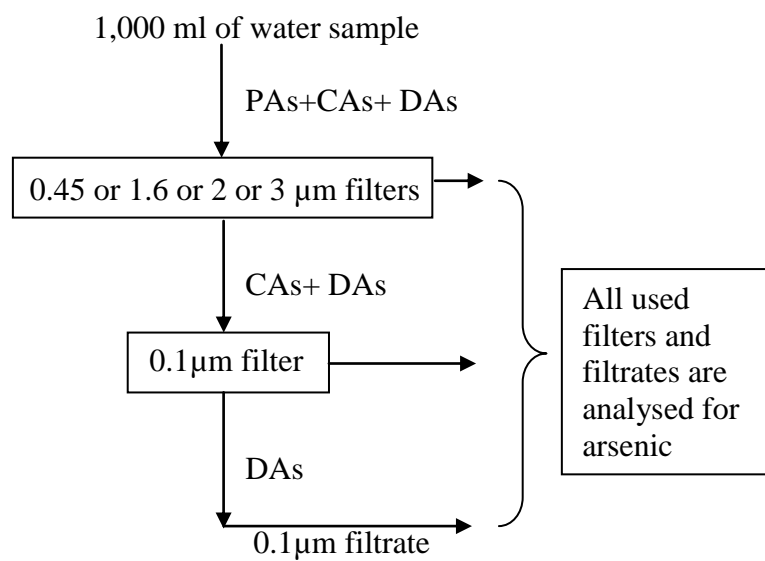 1,000 ml of water sample
PAs+CAs+ DAs
0.45 or 1.6 or 2 or 3 µm filters
CAs+ DAs
0.1µm filter
DAs
0.1µm filtrate
All used
filters and
filtrates are
analysed for
arsenic